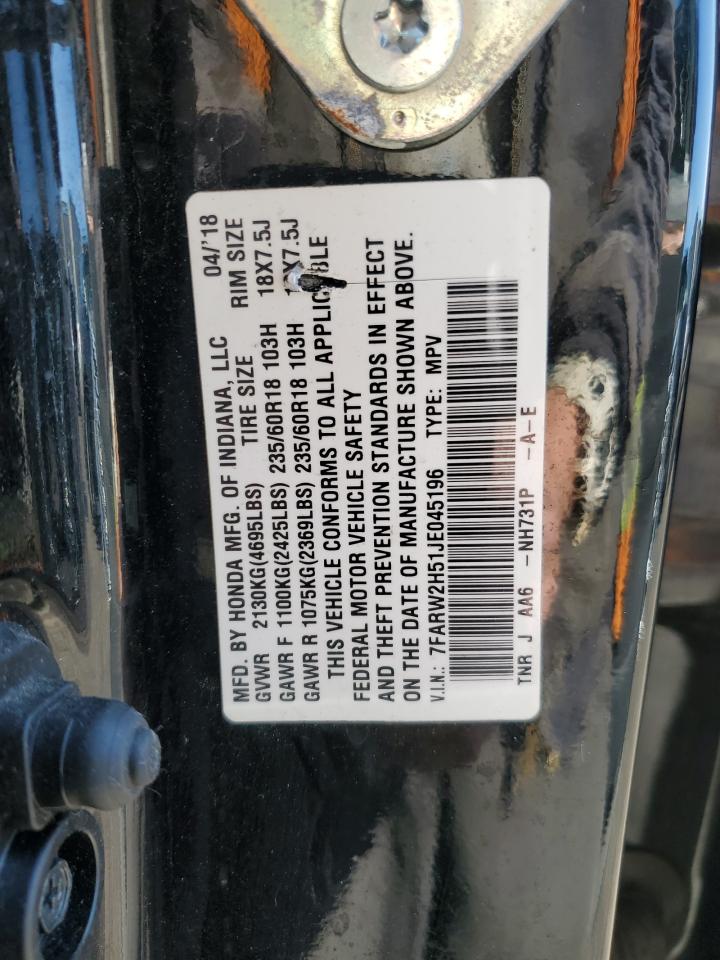 MFD. BY HONDA MFG. OF INDIANA, LLC 04/'18
GVWR 2130KG(4695LBS) TIRE SIZE RIM SIZE
GAWR F 1100KG(2425LBS) 235/60R18 103H 18X7.5J
GAWR R 1075KG(2369LBS) 235/60R18 103H X7.5J
THIS VEHICLE CONFORMS TO ALL APPLICABLE
FEDERAL MOTOR VEHICLE SAFETY
AND THEFT PREVENTION STANDARDS IN EFFECT
ON THE DATE OF MANUFACTURE SHOWN ABOVE.
V.I.N.: 7FARW2H51JE045196 TYPE: MPV
TNR J AA6 -NH731P -A-E